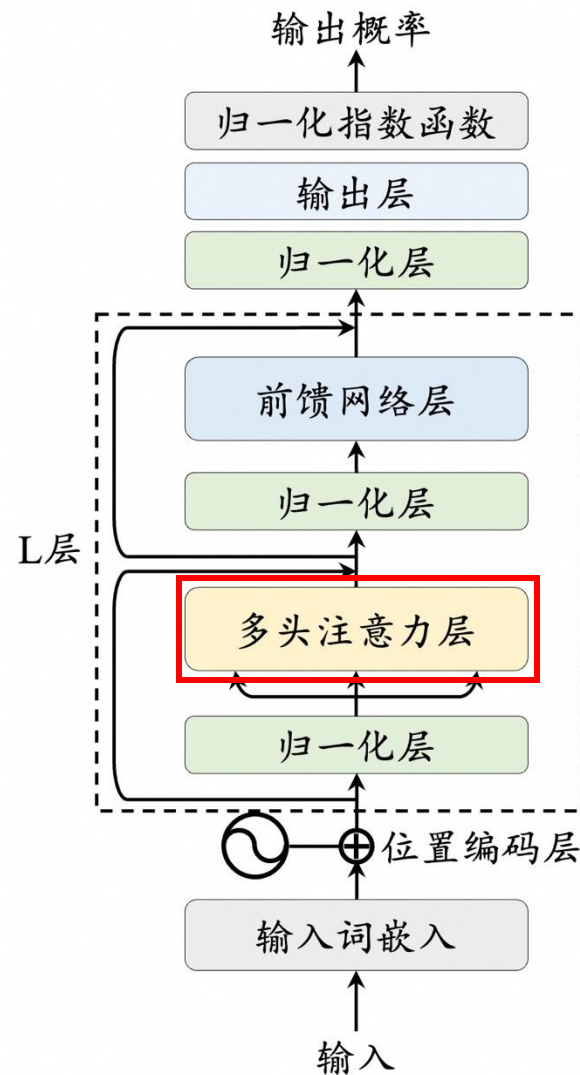 输出概率
归一化指数函数
输出层
归一化层
前馈网络层
归一化层
L层
多头注意力层
归一化层
位置编码层
输入词嵌入
输入